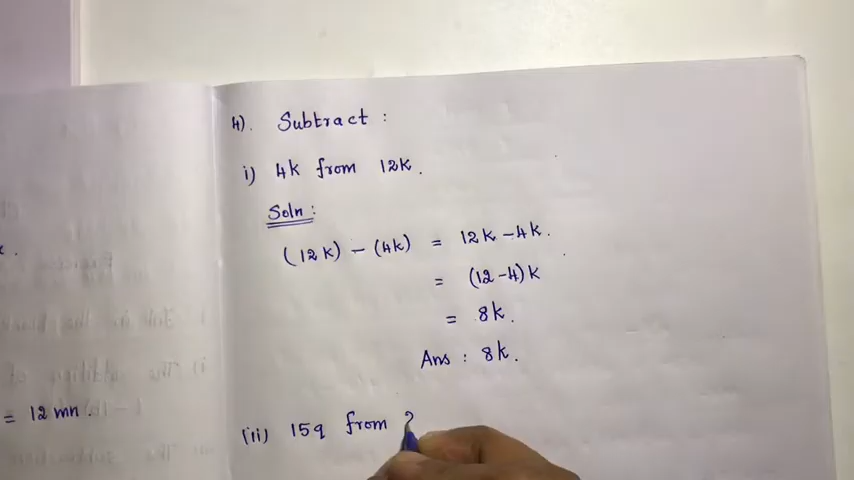 = 12 mn.
4). Subtract :
i) 4k from 12k.
Soln :
(12k) - (4k) = 12k - 4k.
= (12 - 4)k
= 8k.
Ans : 8k.
(ii) 15q from 2